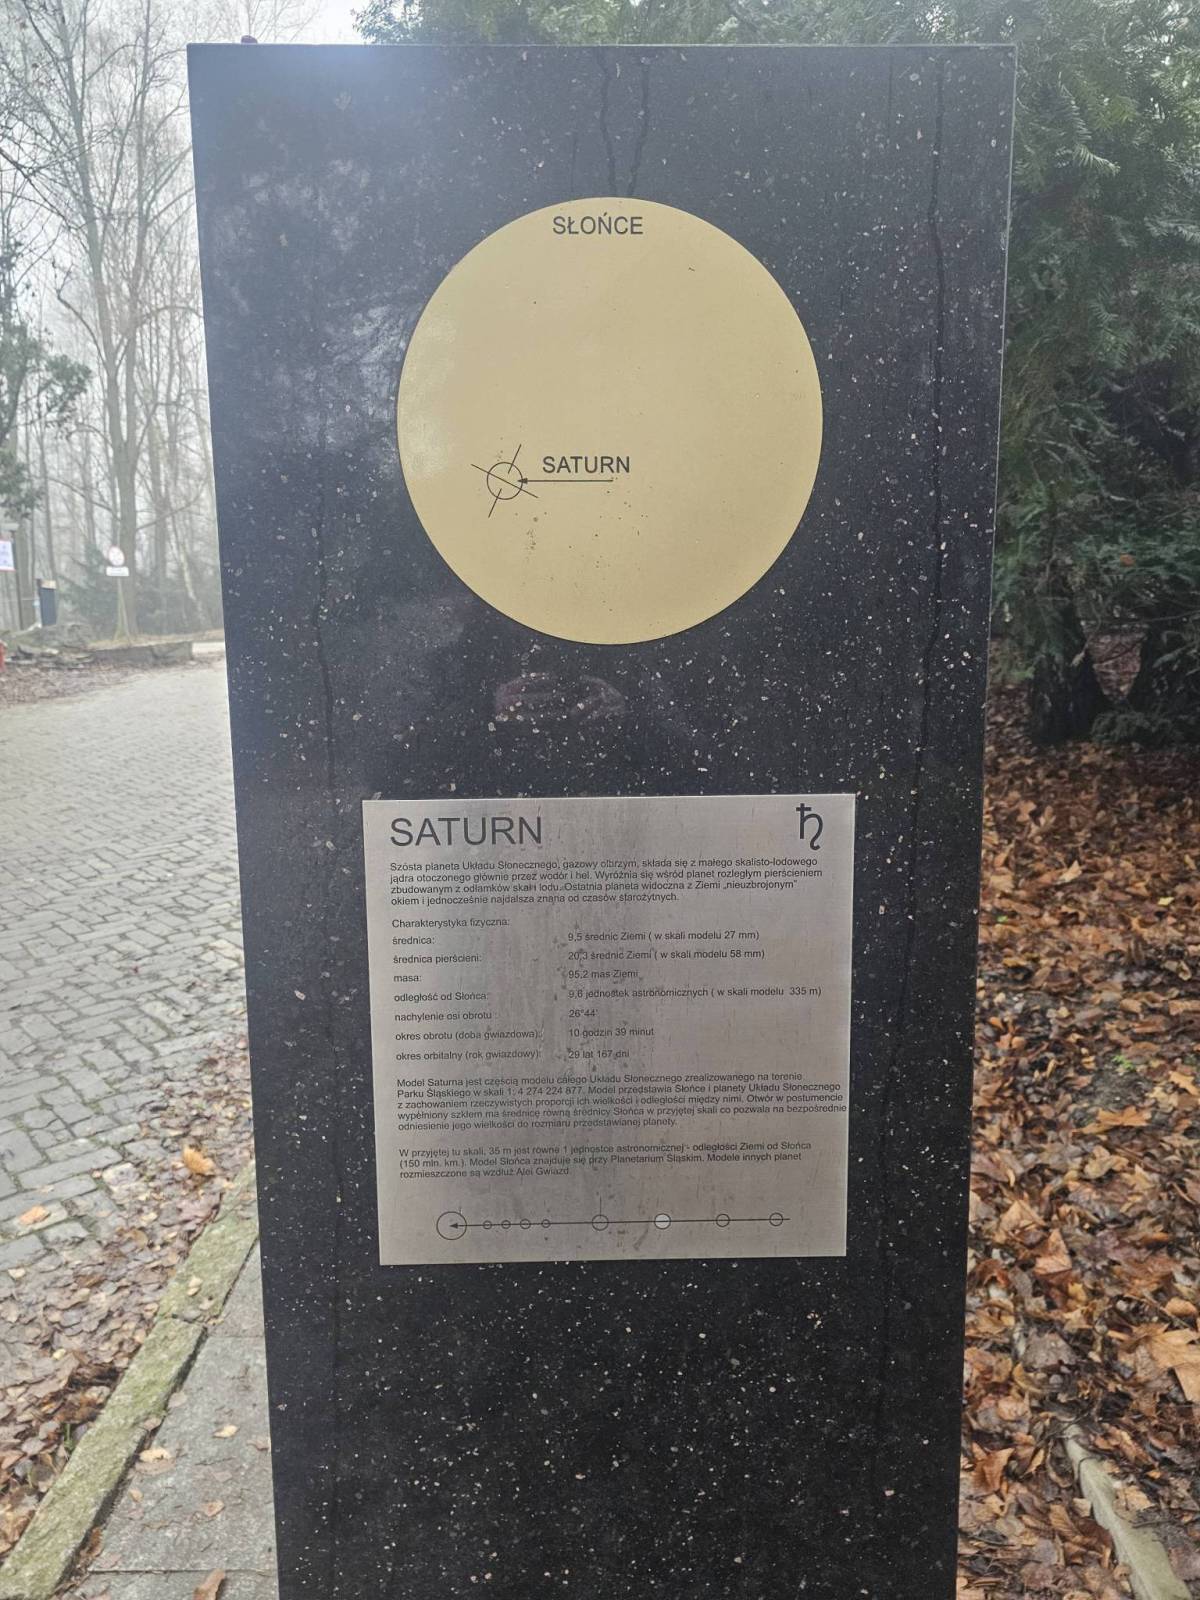 SŁOŃCE
SATURN
SATURN
♄
Szósta planeta Układu Słonecznego, gazowy olbrzym, składa się z małego skalisto-lodowego
jądra otoczonego głównie przez wodór i hel. Wyróżnia się wśród planet rozległym pierścieniem
zbudowanym z odłamków skał i lodu. Ostatnia planeta widoczna z Ziemi „nieuzbrojonym”
okiem i jednocześnie najdalsza znana od czasów starożytnych.
Charakterystyka fizyczna:
średnica: 9,5 średnic Ziemi ( w skali modelu 27 mm)
średnica pierścieni: 20,3 średnic Ziemi ( w skali modelu 58 mm)
masa: 95,2 mas Ziemi
odległość od Słońca: 9,6 jednostek astronomicznych ( w skali modelu 335 m)
nachylenie osi obrotu : 26°44'
okres obrotu (doba gwiazdowa): 10 godzin 39 minut
okres orbitalny (rok gwiazdowy): 29 lat 167 dni
Model Saturna jest częścią modelu całego Układu Słonecznego zrealizowanego na terenie
Parku Śląskiego w skali 1: 4 274 224 877. Model przedstawia Słońce i planety Układu Słonecznego
z zachowaniem rzeczywistych proporcji ich wielkości i odległości między nimi. Otwór w postumencie
wypełniony szkłem ma średnicę równą średnicy Słońca w przyjętej skali co pozwala na bezpośrednie
odniesienie jego wielkości do rozmiaru przedstawianej planety.
W przyjętej tu skali, 35 m jest równe 1 jednostce astronomicznej - odległości Ziemi od Słońca
(150 mln. km.). Model Słońca znajduje się przy Planetarium Śląskim. Modele innych planet
rozmieszczone są wzdłuż Alei Gwiazd.